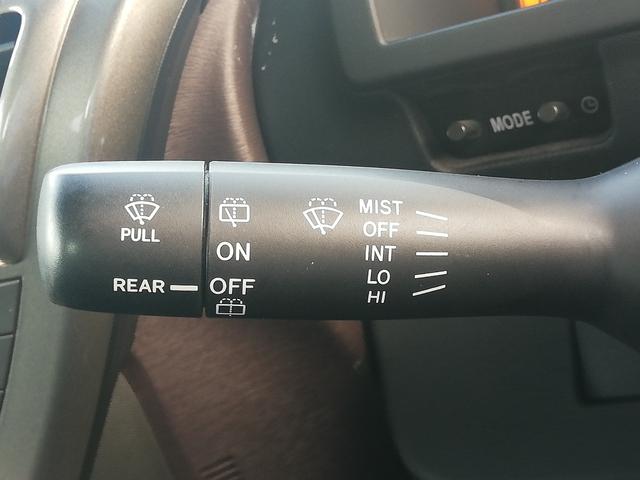 MODE
PULL
REAR
ON
OFF
MIST
OFF
INT
LO
HI